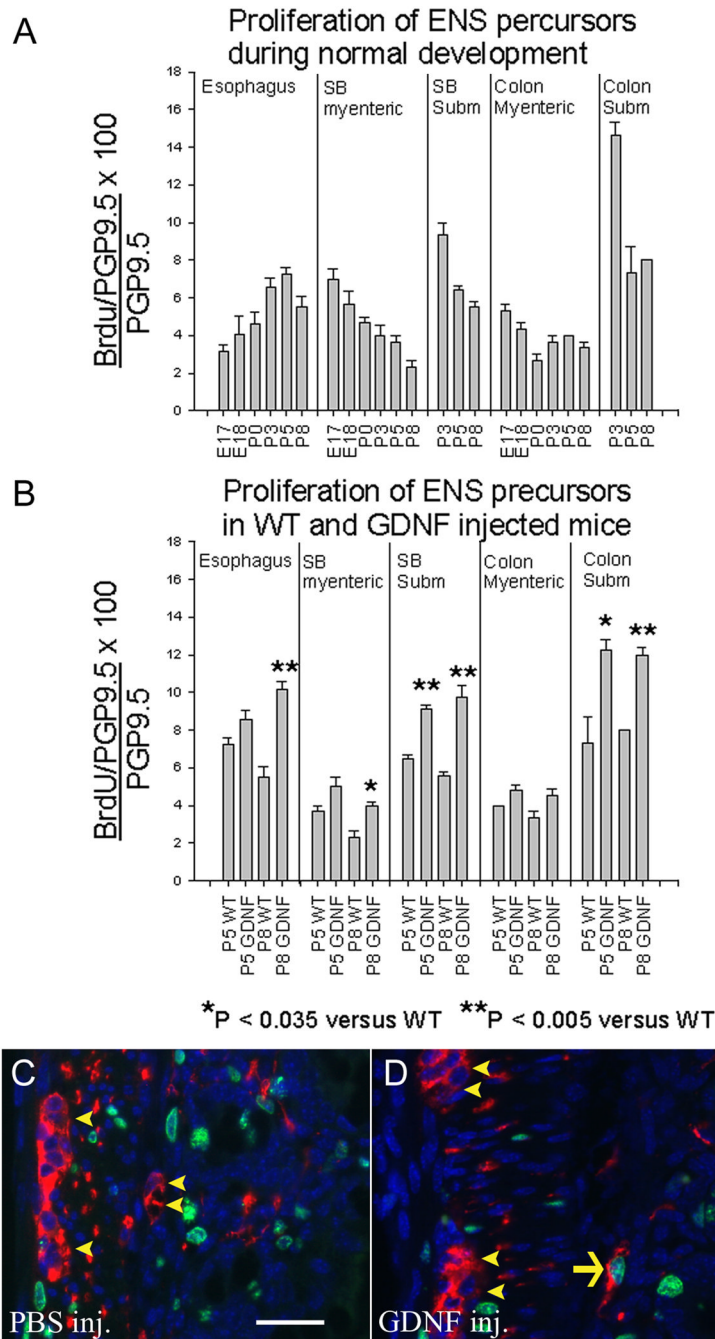 A
Proliferation of ENS percursors
during normal development
Brdu/PGP9.5 x 100
PGP9.5
18
16
14
12
10
8
6
4
2
0
Esophagus
SB
myenteric
SB
Subm
Colon
Myenteric
Colon
Subm
E17
E18
P0
P3
P5
P8
E17
E18
P0
P3
P5
P8
P3
P5
P8
E17
E18
P0
P3
P5
P8
P3
P5
P8
B
Proliferation of ENS precursors
in WT and GDNF injected mice
BrdU/PGP9.5 x 100
PGP9.5
18
16
14
12
10
8
6
4
2
0
Esophagus
SB
myenteric
SB
Subm
Colon
Myenteric
Colon
Subm
**
*
**
**
*
**
P5 WT
P5 GDNF
P8 WT
P8 GDNF
P5 WT
P5 GDNF
P8 WT
P8 GDNF
P5 WT
P5 GDNF
P8 WT
P8 GDNF
P5 WT
P5 GDNF
P8 WT
P8 GDNF
P5 WT
P5 GDNF
P8 WT
P8 GDNF
*P < 0.035 versus WT **P < 0.005 versus WT
C
PBS inj.
D
GDNF inj.